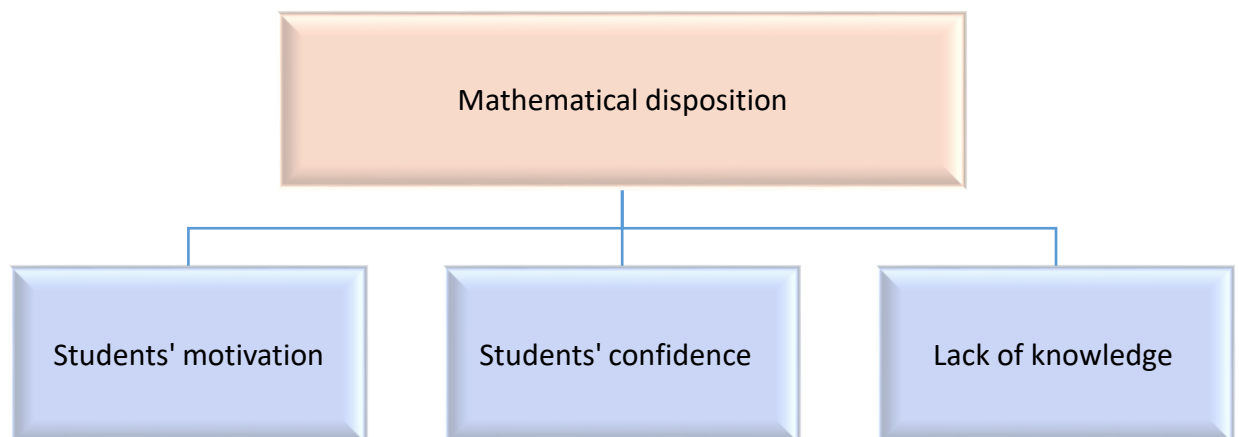 Mathematical disposition
Students' motivation
Students' confidence
Lack of knowledge